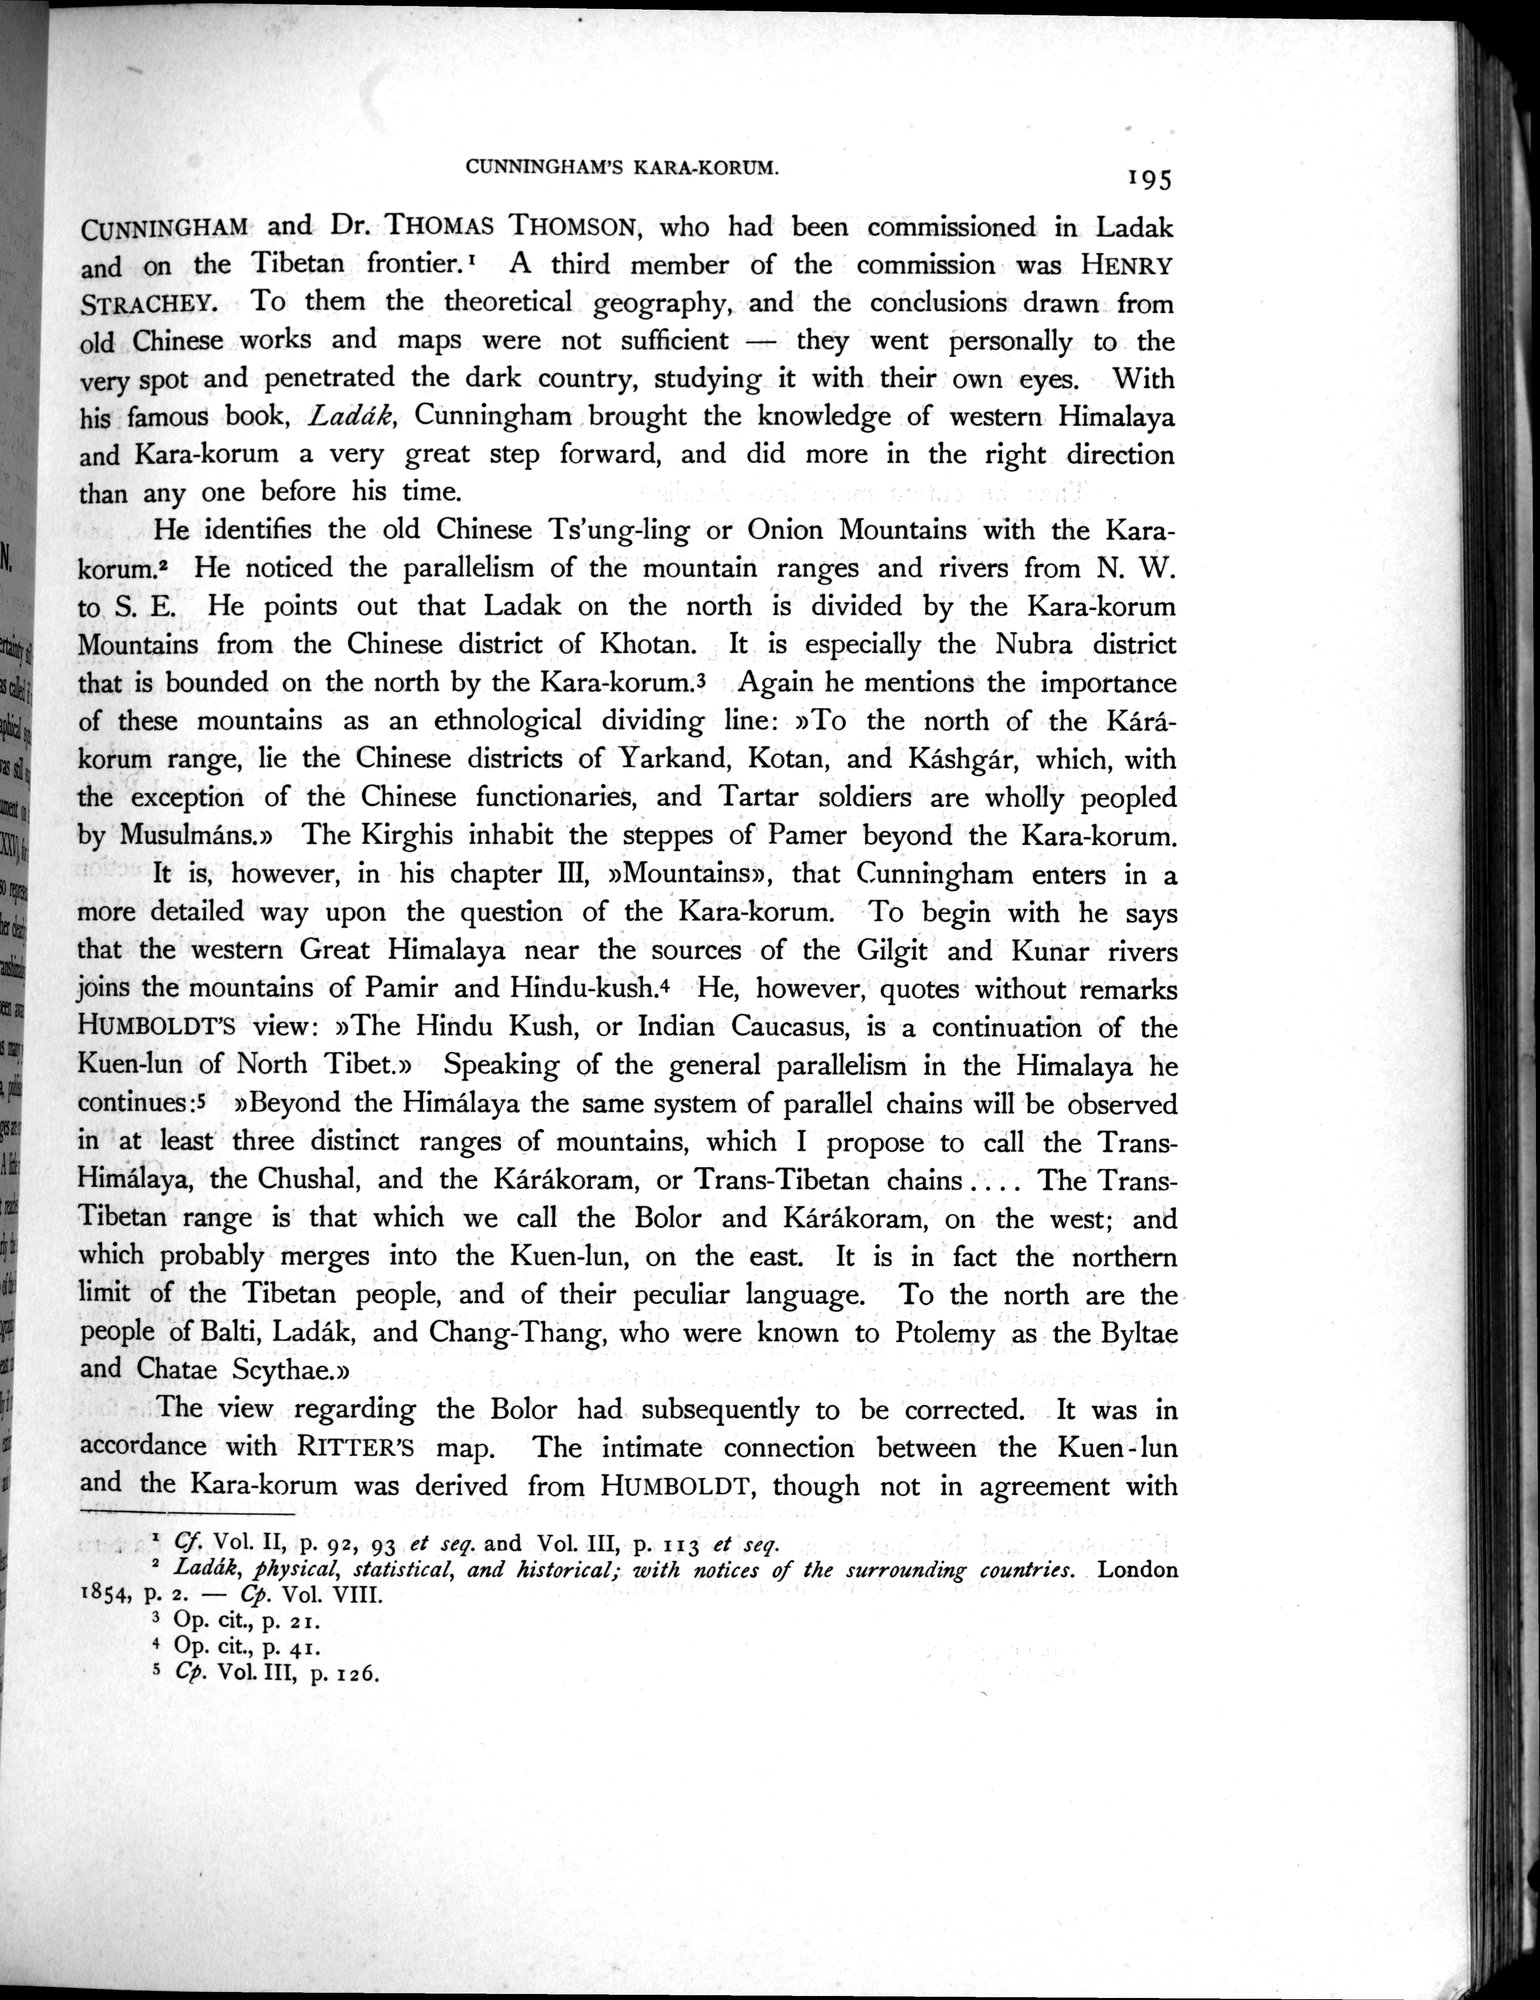 CUNNINGHAM'S KARA-KORUM.
195
CUNNINGHAM and Dr. THOMAS THOMSON, who had been commissioned in Ladak
and on the Tibetan frontier.¹ A third member of the commission was HENRY
STRACHEY. To them the theoretical geography, and the conclusions drawn from
old Chinese works and maps were not sufficient — they went personally to the
very spot and penetrated the dark country, studying it with their own eyes. With
his famous book, Ladák, Cunningham brought the knowledge of western Himalaya
and Kara-korum a very great step forward, and did more in the right direction
than any one before his time.
He identifies the old Chinese Ts'ung-ling or Onion Mountains with the Kara-
korum.² He noticed the parallelism of the mountain ranges and rivers from N. W.
to S. E. He points out that Ladak on the north is divided by the Kara-korum
Mountains from the Chinese district of Khotan. It is especially the Nubra district
that is bounded on the north by the Kara-korum.³ Again he mentions the importance
of these mountains as an ethnological dividing line: »To the north of the Kárá-
korum range, lie the Chinese districts of Yarkand, Kotan, and Káshgár, which, with
the exception of the Chinese functionaries, and Tartar soldiers are wholly peopled
by Musulmáns.» The Kirghis inhabit the steppes of Pamer beyond the Kara-korum.
It is, however, in his chapter III, »Mountains», that Cunningham enters in a
more detailed way upon the question of the Kara-korum. To begin with he says
that the western Great Himalaya near the sources of the Gilgit and Kunar rivers
joins the mountains of Pamir and Hindu-kush.⁴ He, however, quotes without remarks
HUMBOLDT'S view: »The Hindu Kush, or Indian Caucasus, is a continuation of the
Kuen-lun of North Tibet.» Speaking of the general parallelism in the Himalaya he
continues:⁵ »Beyond the Himálaya the same system of parallel chains will be observed
in at least three distinct ranges of mountains, which I propose to call the Trans-
Himálaya, the Chushal, and the Kárákoram, or Trans-Tibetan chains .... The Trans-
Tibetan range is that which we call the Bolor and Kárákoram, on the west; and
which probably merges into the Kuen-lun, on the east. It is in fact the northern
limit of the Tibetan people, and of their peculiar language. To the north are the
people of Balti, Ladák, and Chang-Thang, who were known to Ptolemy as the Byltae
and Chatae Scythae.»
The view regarding the Bolor had subsequently to be corrected. It was in
accordance with RITTER'S map. The intimate connection between the Kuen-lun
and the Kara-korum was derived from HUMBOLDT, though not in agreement with
¹ Cf. Vol. II, p. 92, 93 et seq. and Vol. III, p. 113 et seq.
² Ladák, physical, statistical, and historical; with notices of the surrounding countries. London
1854, p. 2. — Cp. Vol. VIII.
³ Op. cit., p. 21.
⁴ Op. cit., p. 41.
⁵ Cp. Vol. III, p. 126.